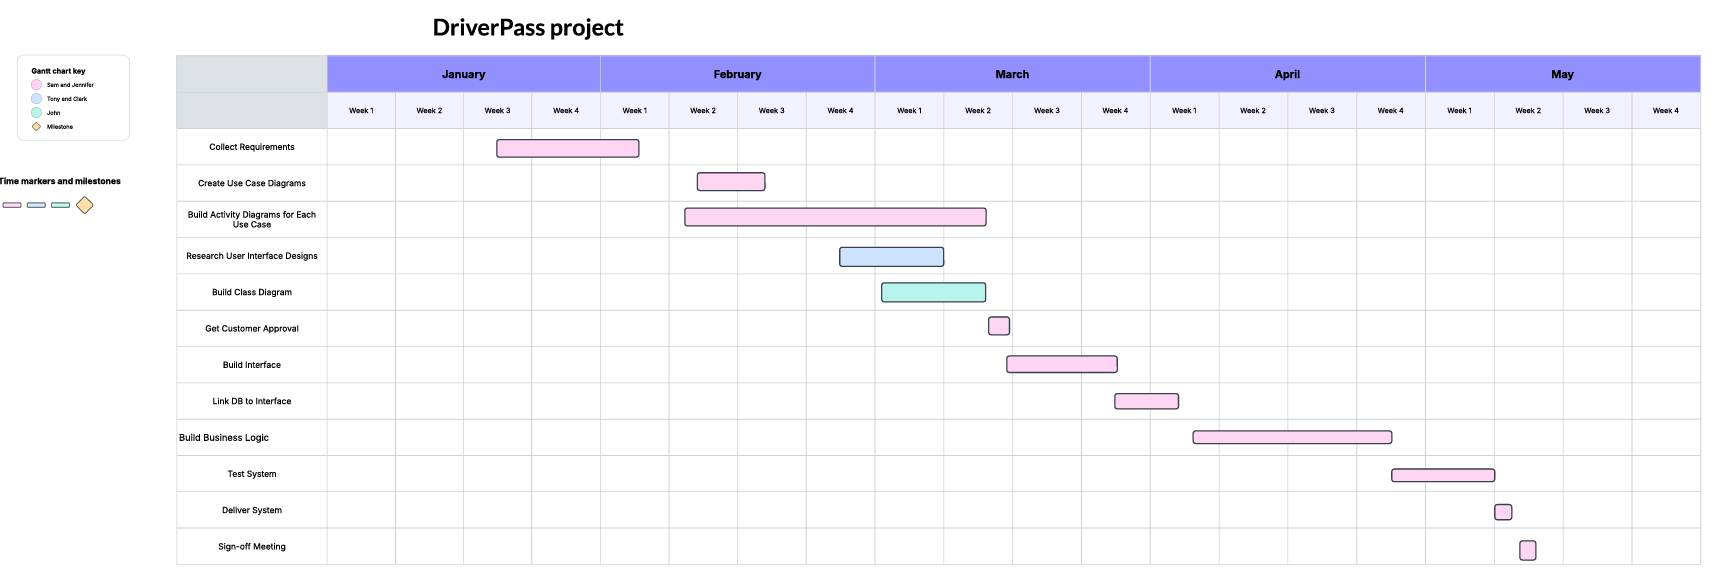 DriverPass project
Gantt chart key
Sam and Jennifer
Tony and Clark
John
Milestone
Time markers and milestones
January February March April May
Week 1 Week 2 Week 3 Week 4 Week 1 Week 2 Week 3 Week 4 Week 1 Week 2 Week 3 Week 4 Week 1 Week 2 Week 3 Week 4 Week 1 Week 2 Week 3 Week 4
Collect Requirements
Create Use Case Diagrams
Build Activity Diagrams for Each
Use Case
Research User Interface Designs
Build Class Diagram
Get Customer Approval
Build Interface
Link DB to Interface
Build Business Logic
Test System
Deliver System
Sign-off Meeting